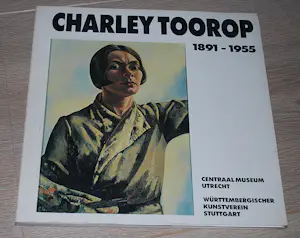 CHARLEY TOOROP
1891 - 1955
CENTRAAL MUSEUM
UTRECHT
WÜRTTEMBERGISCHER
KUNSTVEREIN
STUTTGART